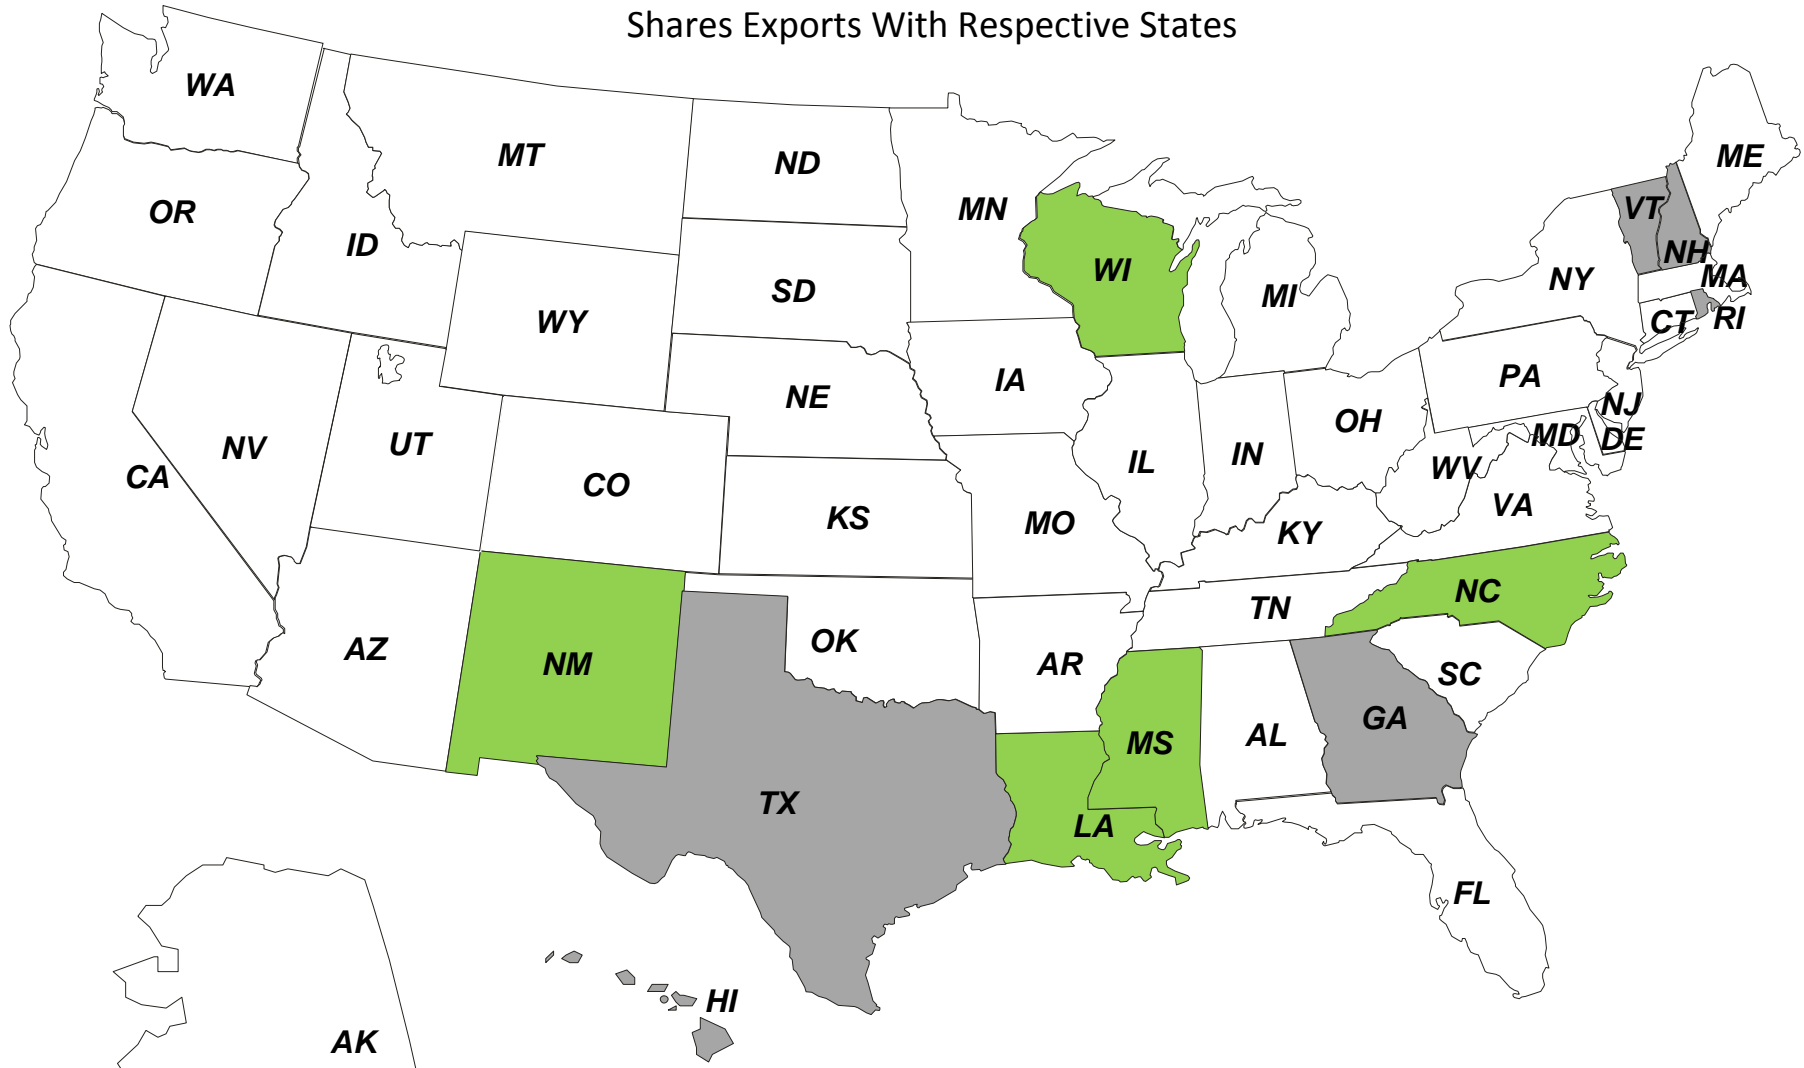 Shares Exports With Respective States
WA
MT
ND
MN
ME
OR
ID
VT
NH
WI
NY
MA
SD
MI
WY
CT
RI
IA
PA
NE
NJ
OH
MD
DE
NV
UT
IN
IL
WV
CA
CO
VA
KS
MO
KY
NC
TN
OK
AZ
NM
AR
SC
GA
AL
MS
TX
LA
FL
HI
AK